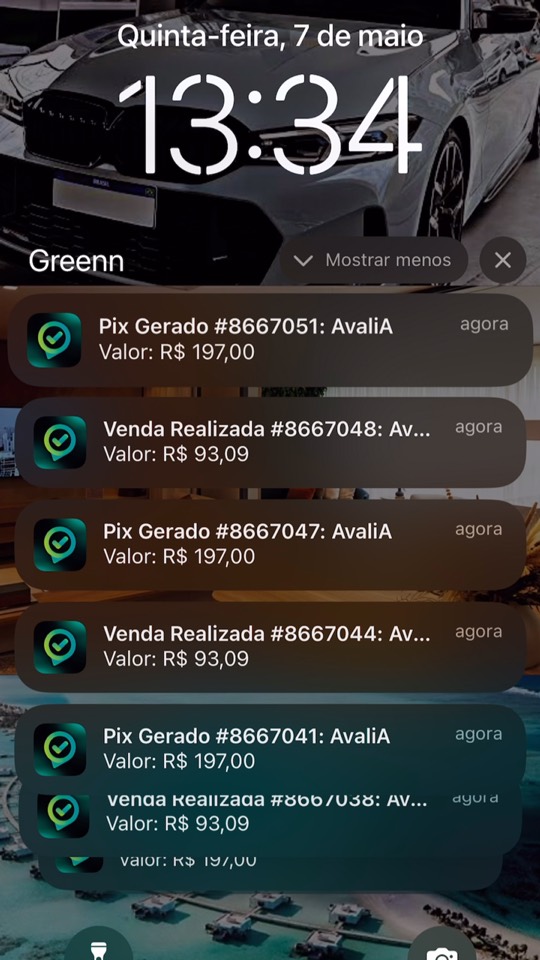 Quinta-feira, 7 de maio
13:34
Greenn
Mostrar menos
Pix Gerado #8667051: AvaliA
agora
Valor: R$ 197,00
Venda Realizada #8667048: Av...
agora
Valor: R$ 93,09
Pix Gerado #8667047: AvaliA
agora
Valor: R$ 197,00
Venda Realizada #8667044: Av...
agora
Valor: R$ 93,09
Pix Gerado #8667041: AvaliA
agora
Valor: R$ 197,00
Venda Realizada #8667038: Av...
agora
Valor: R$ 93,09
Valor: R$ 197,00